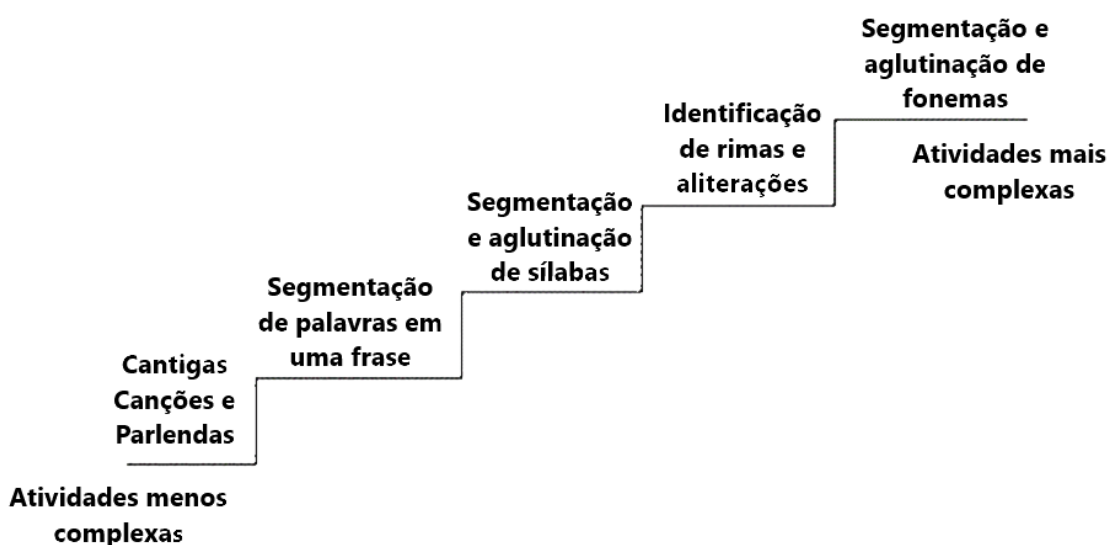 Segmentação e
aglutinação de
fonemas
Atividades mais
complexas
Identificação
de rimas e
aliterações
Segmentação
e aglutinação
de sílabas
Segmentação
de palavras em
uma frase
Cantigas
Canções e
Parlendas
Atividades menos
complexas